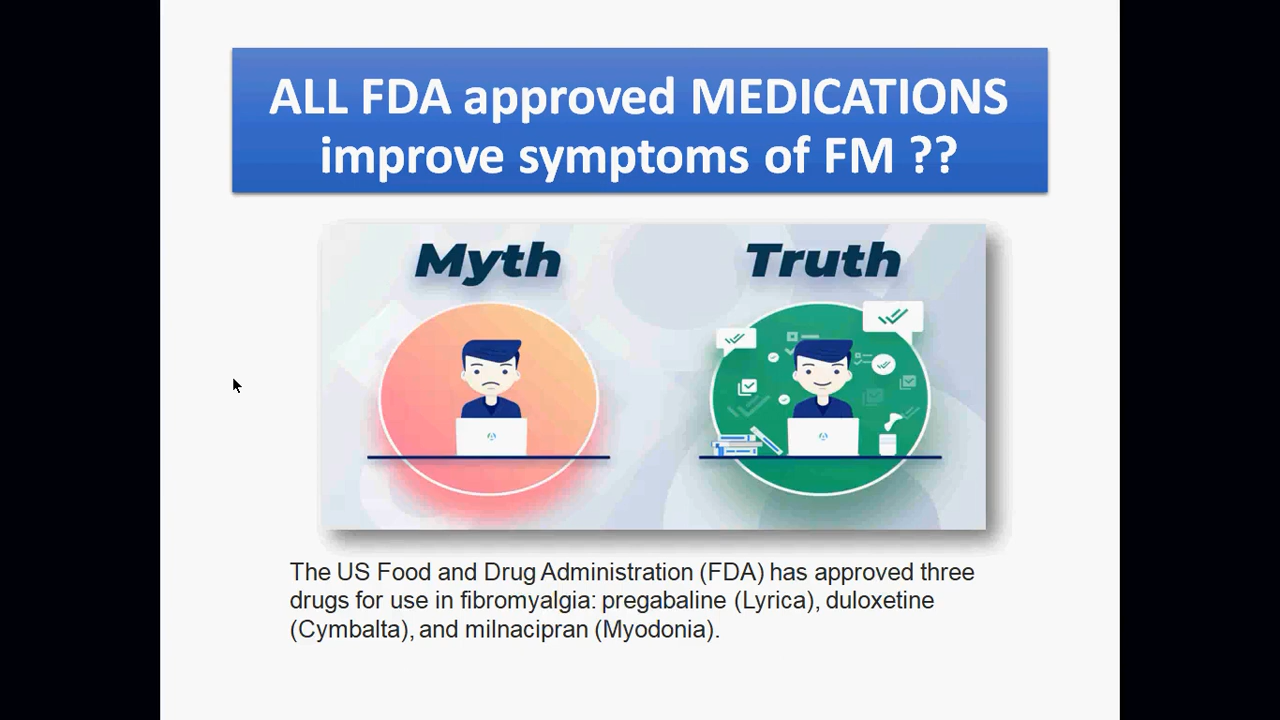 ALL FDA approved MEDICATIONS
improve symptoms of FM ??
Myth
Truth
The US Food and Drug Administration (FDA) has approved three
drugs for use in fibromyalgia: pregabaline (Lyrica), duloxetine
(Cymbalta), and milnacipran (Myodonia).